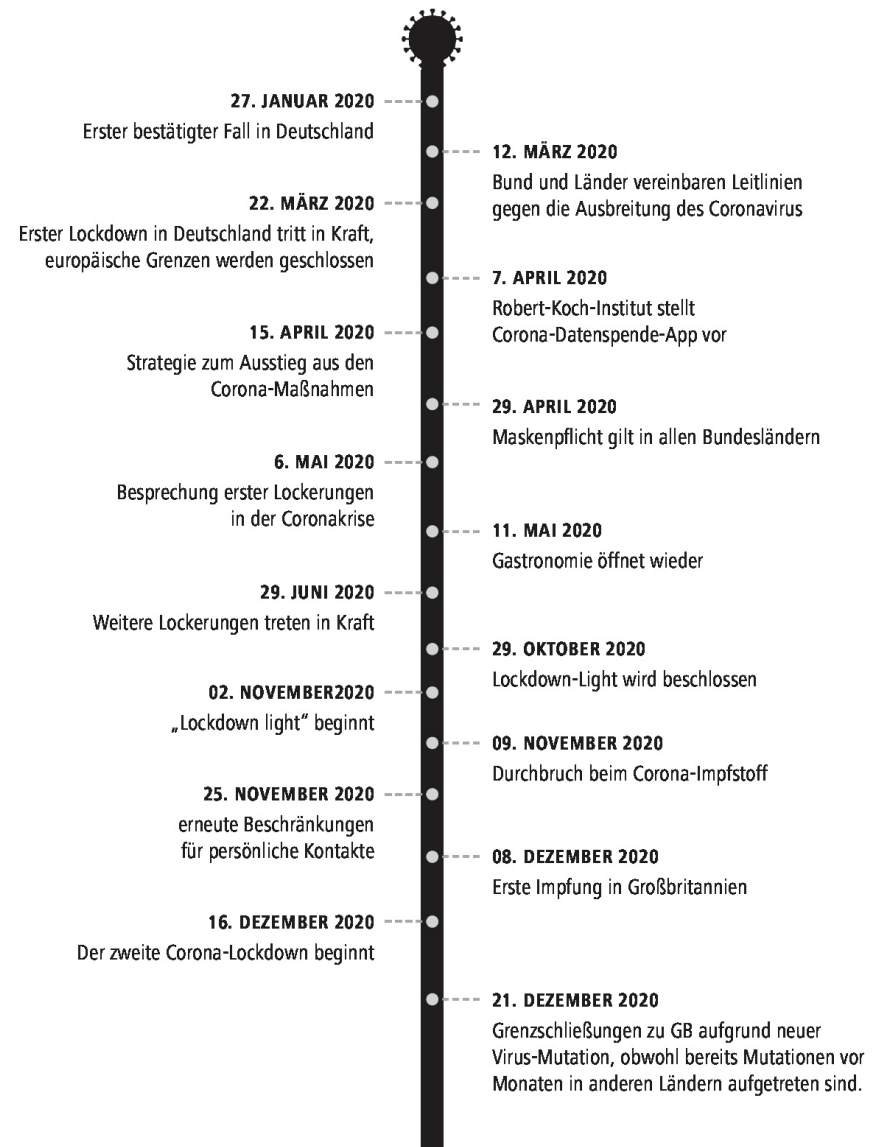 27. JANUAR 2020
Erster bestätigter Fall in Deutschland
12. MÄRZ 2020
Bund und Länder vereinbaren Leitlinien
gegen die Ausbreitung des Coronavirus
22. MÄRZ 2020
Erster Lockdown in Deutschland tritt in Kraft,
europäische Grenzen werden geschlossen
7. APRIL 2020
Robert-Koch-Institut stellt
Corona-Datenspende-App vor
15. APRIL 2020
Strategie zum Ausstieg aus den
Corona-Maßnahmen
29. APRIL 2020
Maskenpflicht gilt in allen Bundesländern
6. MAI 2020
Besprechung erster Lockerungen
in der Coronakrise
11. MAI 2020
Gastronomie öffnet wieder
29. JUNI 2020
Weitere Lockerungen treten in Kraft
29. OKTOBER 2020
Lockdown-Light wird beschlossen
02. NOVEMBER2020
„Lockdown light“ beginnt
09. NOVEMBER 2020
Durchbruch beim Corona-Impfstoff
25. NOVEMBER 2020
erneute Beschränkungen
für persönliche Kontakte
08. DEZEMBER 2020
Erste Impfung in Großbritannien
16. DEZEMBER 2020
Der zweite Corona-Lockdown beginnt
21. DEZEMBER 2020
Grenzschließungen zu GB aufgrund neuer
Virus-Mutation, obwohl bereits Mutationen vor
Monaten in anderen Ländern aufgetreten sind.